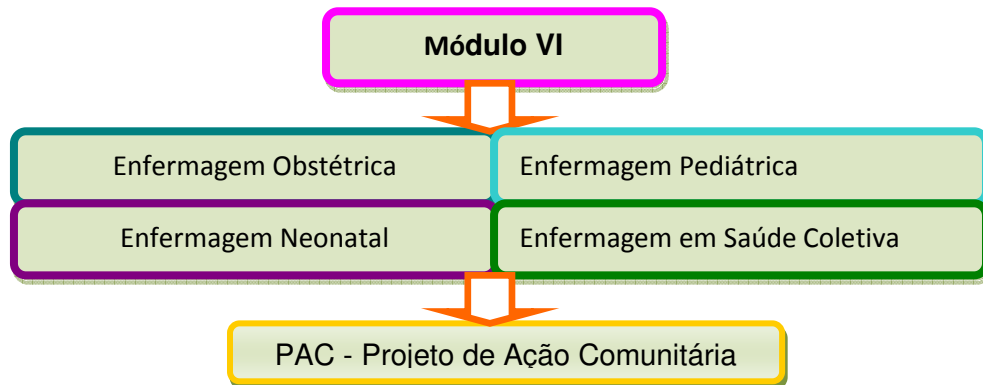 Módulo VI
Enfermagem Obstétrica
Enfermagem Pediátrica
Enfermagem Neonatal
Enfermagem em Saúde Coletiva
PAC - Projeto de Ação Comunitária